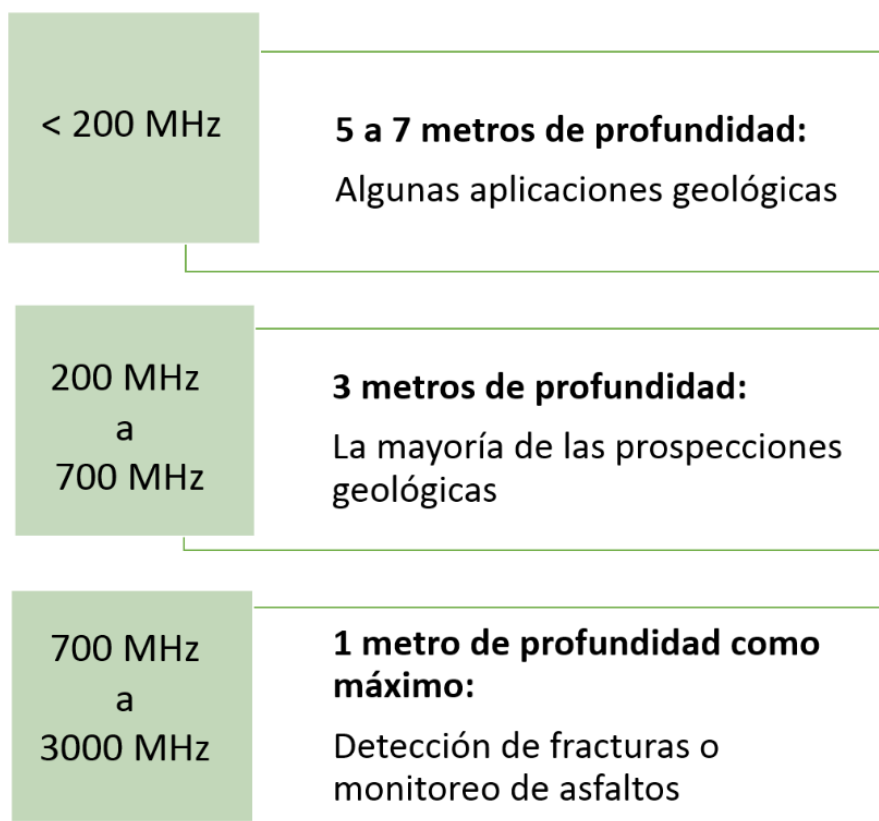 < 200 MHz
5 a 7 metros de profundidad:
Algunas aplicaciones geológicas
200 MHz
a
700 MHz
3 metros de profundidad:
La mayoría de las prospecciones
geológicas
700 MHz
a
3000 MHz
1 metro de profundidad como
máximo:
Detección de fracturas o
monitoreo de asfaltos